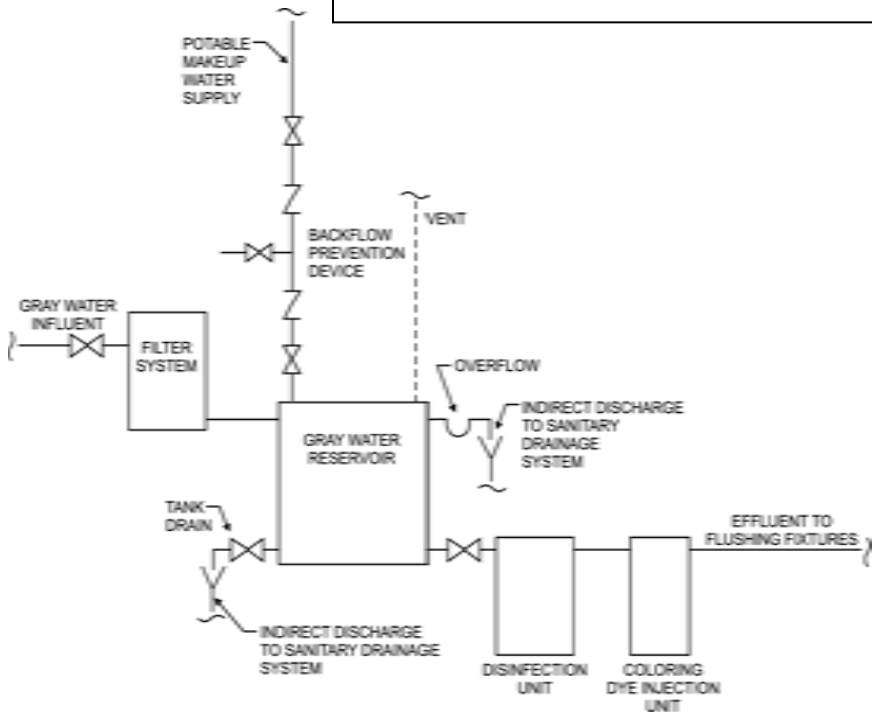 POTABLE
MAKEUP
WATER
SUPPLY
VENT
BACKFLOW
PREVENTION
DEVICE
GRAY WATER
INFLUENT
FILTER
SYSTEM
OVERFLOW
GRAY WATER
RESERVOIR
INDIRECT DISCHARGE
TO SANITARY
DRAINAGE
SYSTEM
TANK
DRAIN
EFFLUENT TO
FLUSHING FIXTURES
INDIRECT DISCHARGE
TO SANITARY DRAINAGE
SYSTEM
DISINFECTION
UNIT
COLORING
DYE INJECTION
UNIT